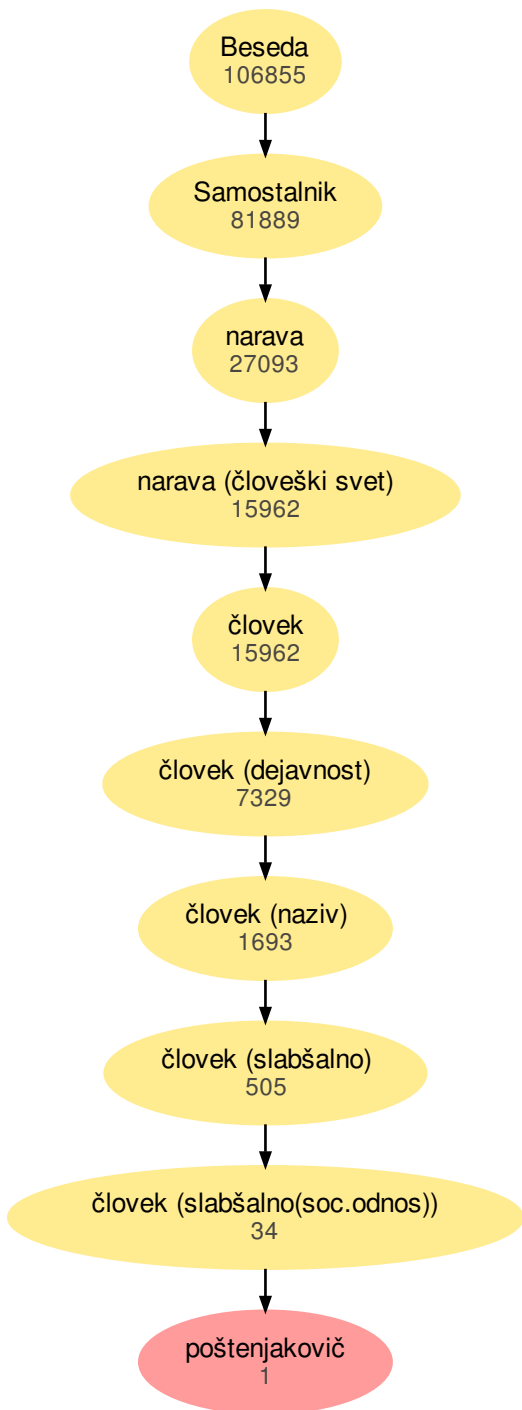 Beseda
106855
Samostalnik
81889
narava
27093
narava (človeški svet)
15962
človek
15962
človek (dejavnost)
7329
človek (naziv)
1693
človek (slabšalno)
505
človek (slabšalno(soc.odnos))
34
poštenjakovič
1